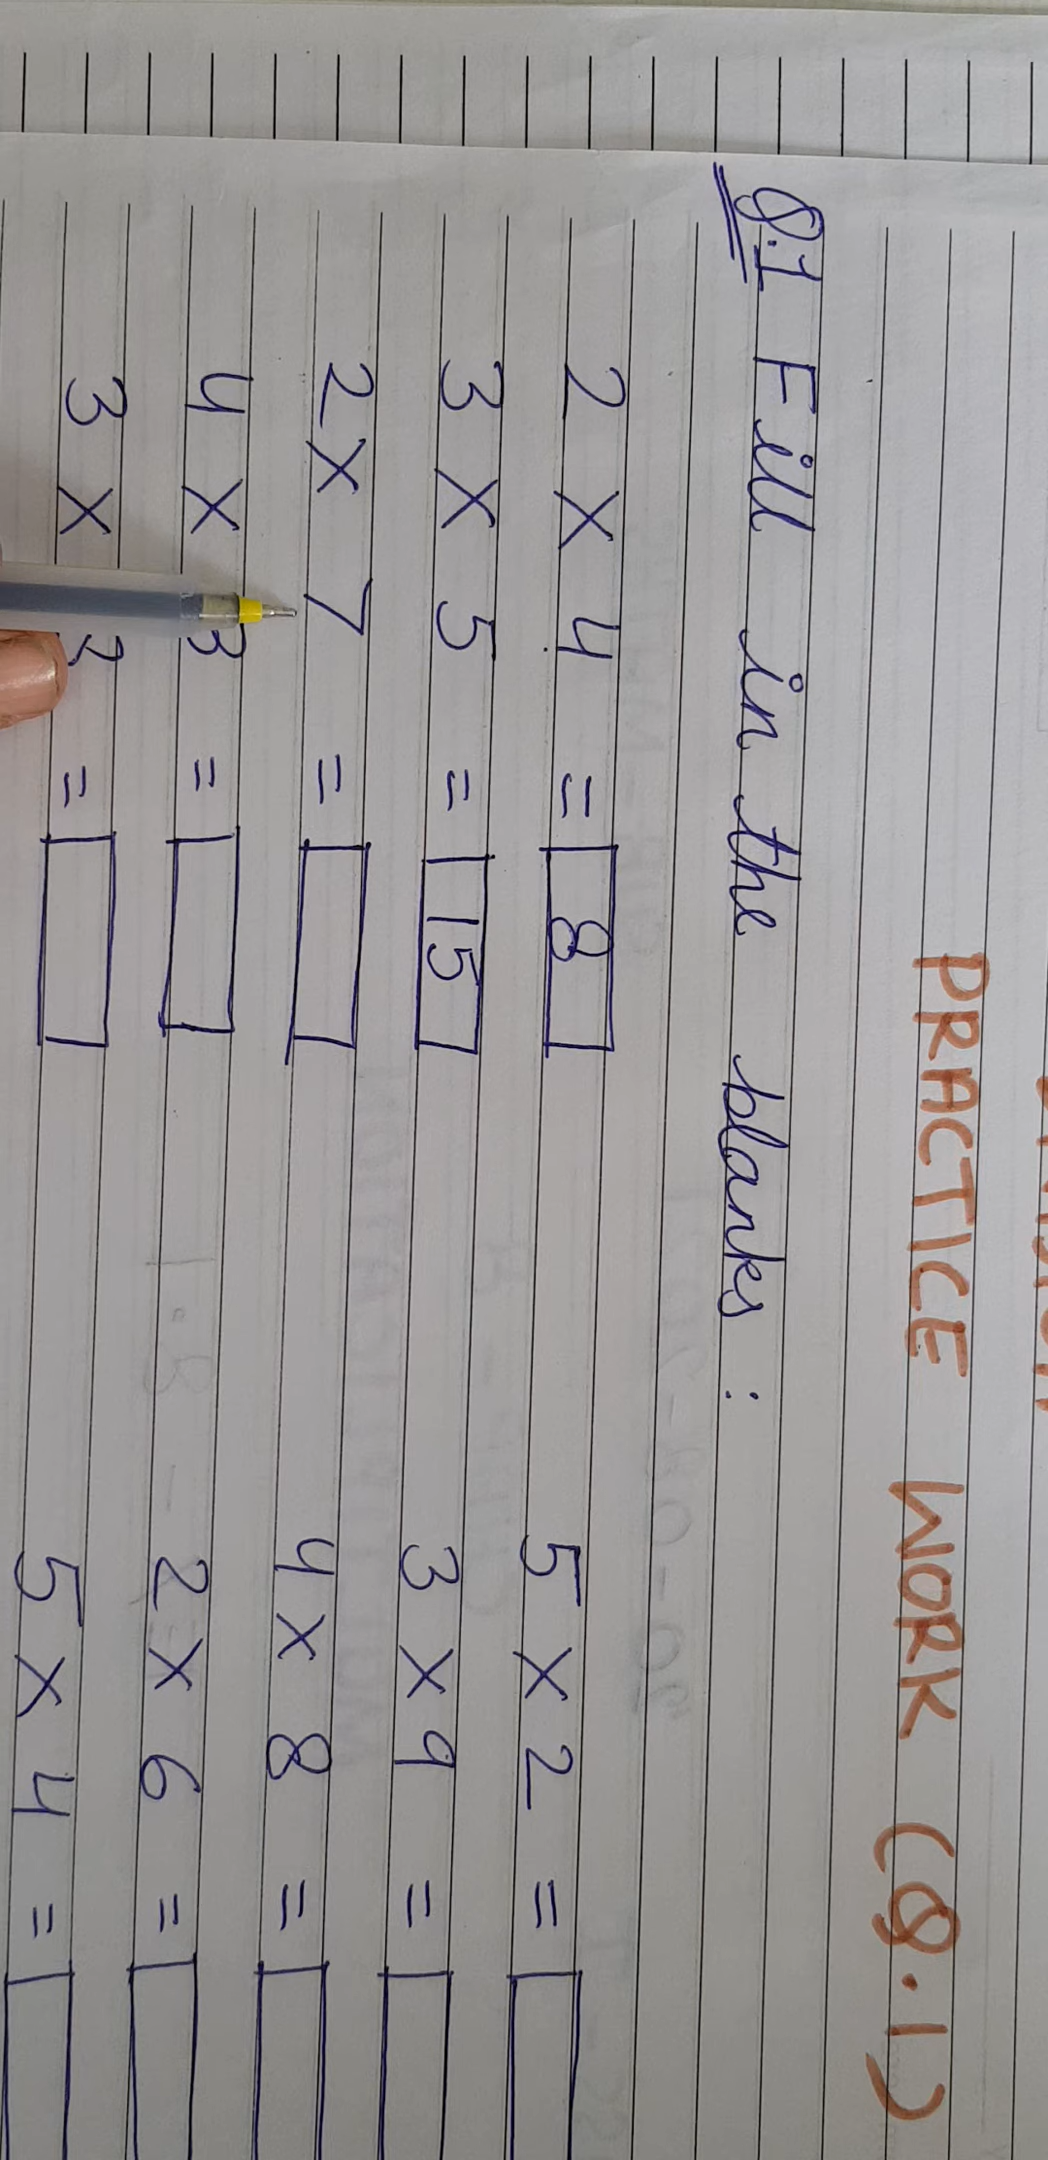 PRACTICE WORK (8.1)
Q.1 Fill in the blanks :
2 × 4 = 8 5 × 2 =
3 × 5 = 15 3 × 9 =
2 × 7 = 4 × 8 =
4 × 3 = 2 × 6 =
3 × = 5 × 4 =